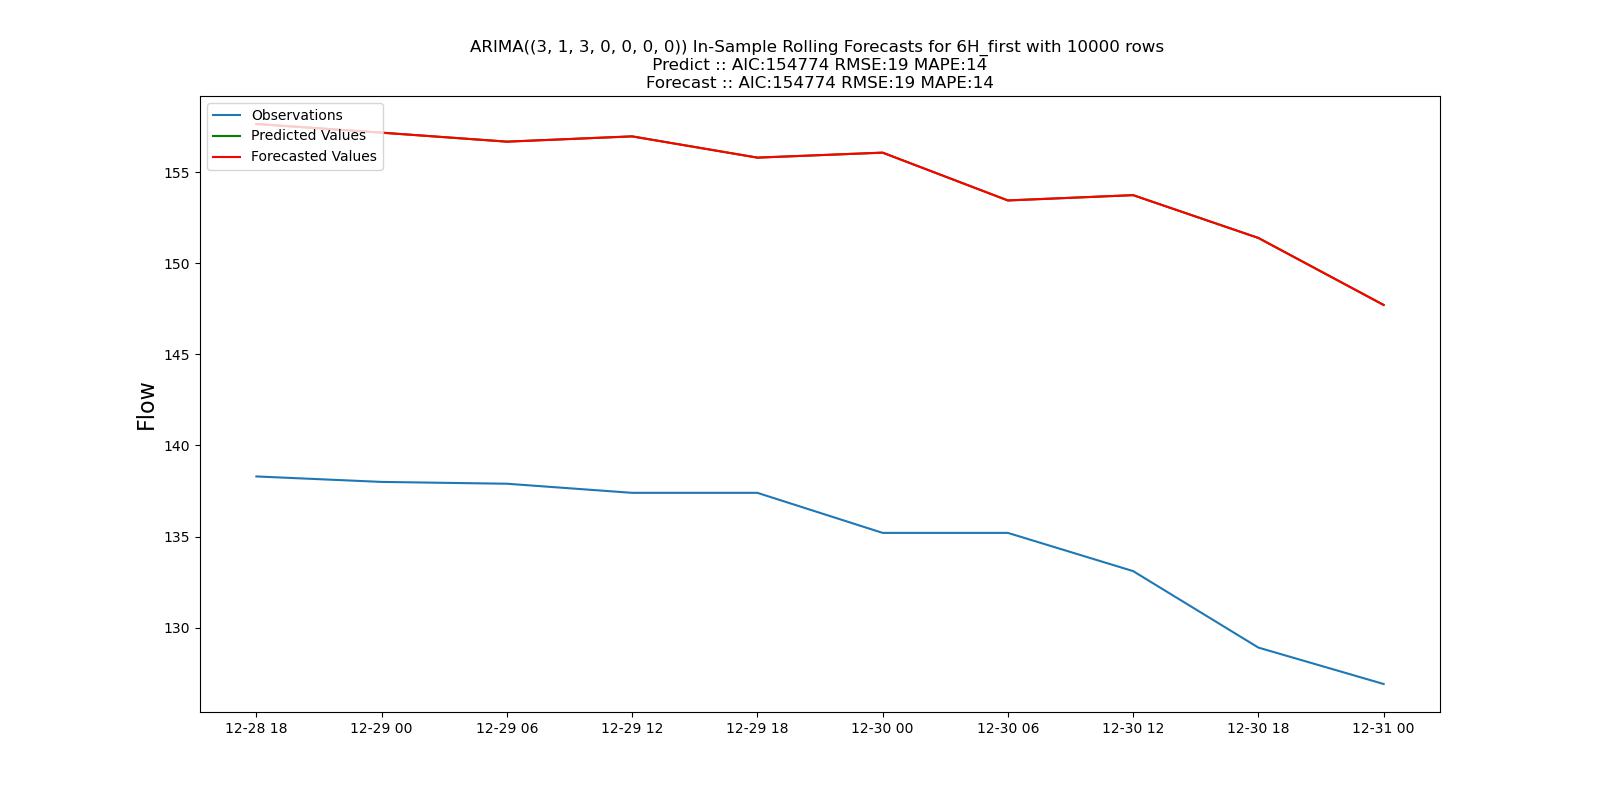 ARIMA((3, 1, 3, 0, 0, 0, 0)) In-Sample Rolling Forecasts for 6H_first with 10000 rows
Predict :: AIC:154774 RMSE:19 MAPE:14
Forecast :: AIC:154774 RMSE:19 MAPE:14
Observations
Predicted Values
Forecasted Values
155
150
145
140
135
130
Flow
12-28 18 12-29 00 12-29 06 12-29 12 12-29 18 12-30 00 12-30 06 12-30 12 12-30 18 12-31 00